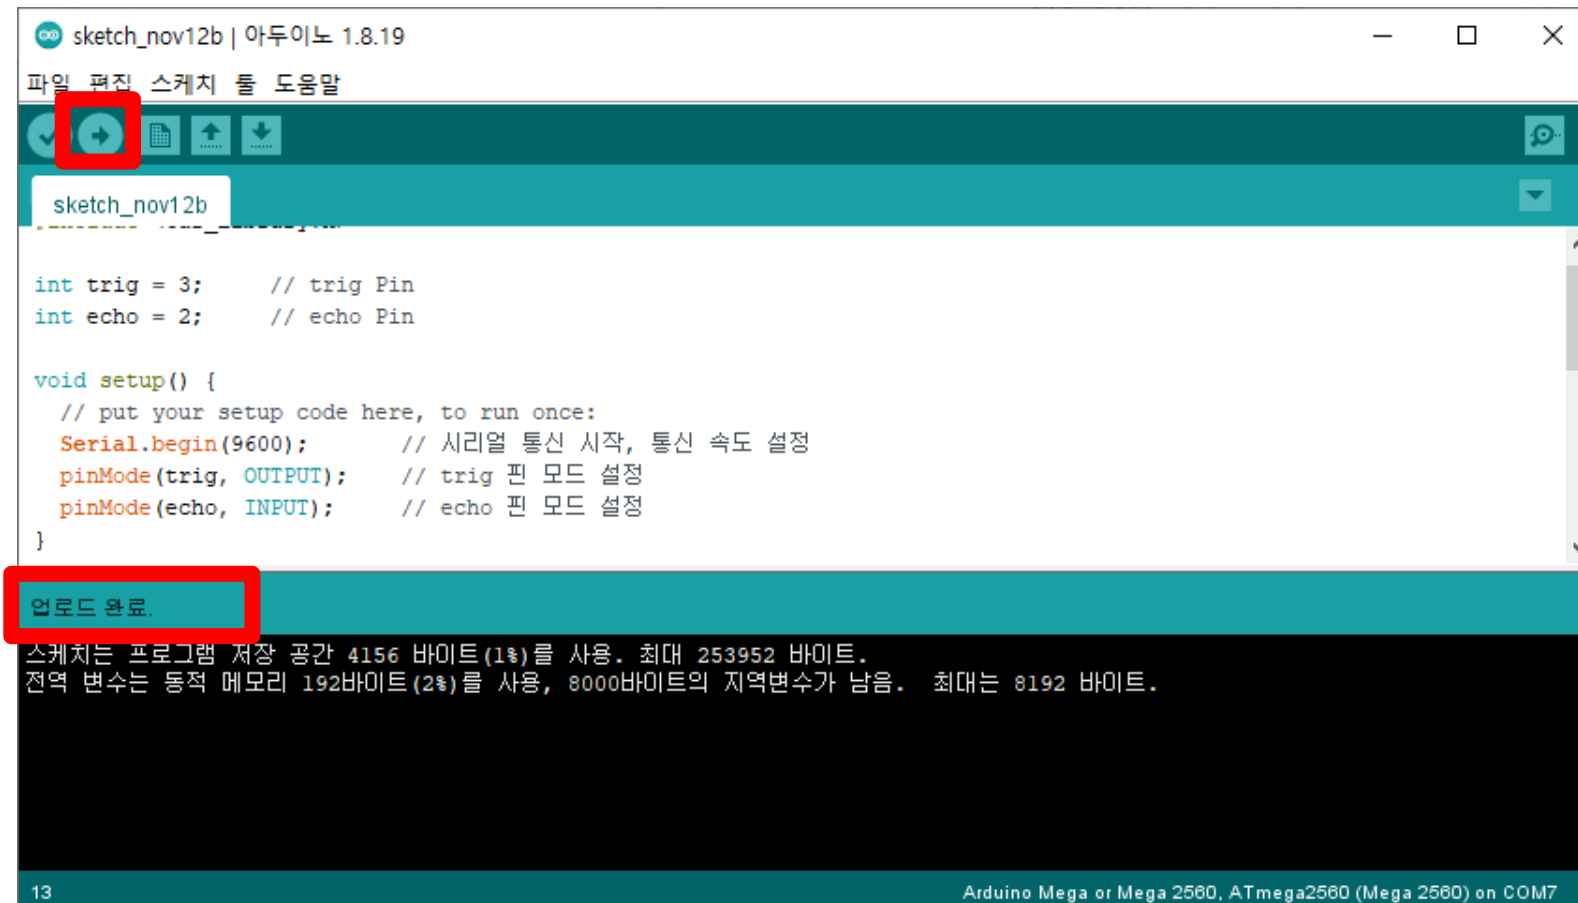 sketch_nov12b | 아두이노 1.8.19
파일 편집 스케치 툴 도움말
sketch_nov12b
int trig = 3;     // trig Pin
int echo = 2;     // echo Pin
void setup() {
  // put your setup code here, to run once:
  Serial.begin(9600);       // 시리얼 통신 시작, 통신 속도 설정
  pinMode(trig, OUTPUT);    // trig 핀 모드 설정
  pinMode(echo, INPUT);     // echo 핀 모드 설정
}
업로드 완료.
스케치는 프로그램 저장 공간 4156 바이트(1%)를 사용. 최대 253952 바이트.
전역 변수는 동적 메모리 192바이트(2%)를 사용, 8000바이트의 지역변수가 남음.  최대는 8192 바이트.
13
Arduino Mega or Mega 2560, ATmega2560 (Mega 2560) on COM7